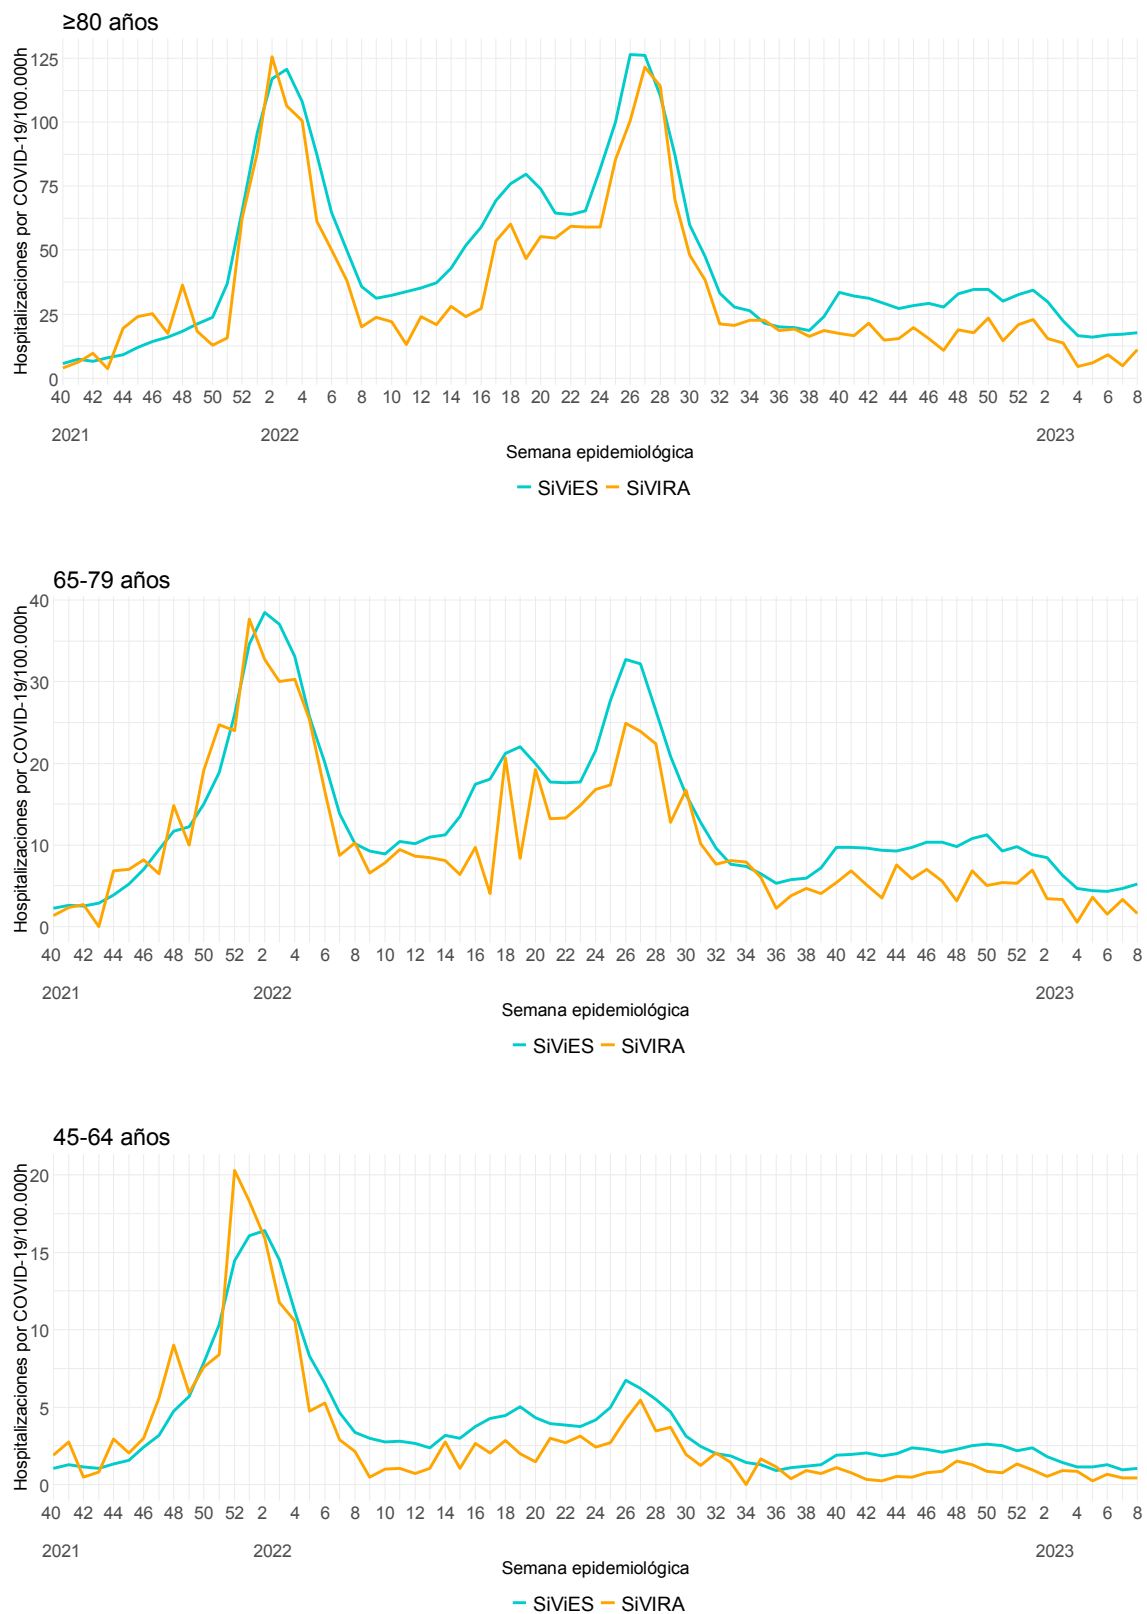 ≥80 años
Hospitalizaciones por COVID-19/100.000h
125
100
75
50
25
0
40 42 44 46 48 50 52 2 4 6 8 10 12 14 16 18 20 22 24 26 28 30 32 34 36 38 40 42 44 46 48 50 52 2 4 6 8
2021 2022 2023
Semana epidemiológica
SiViES SiVIRA
65-79 años
Hospitalizaciones por COVID-19/100.000h
40
30
20
10
0
40 42 44 46 48 50 52 2 4 6 8 10 12 14 16 18 20 22 24 26 28 30 32 34 36 38 40 42 44 46 48 50 52 2 4 6 8
2021 2022 2023
Semana epidemiológica
SiViES SiVIRA
45-64 años
Hospitalizaciones por COVID-19/100.000h
20
15
10
5
0
40 42 44 46 48 50 52 2 4 6 8 10 12 14 16 18 20 22 24 26 28 30 32 34 36 38 40 42 44 46 48 50 52 2 4 6 8
2021 2022 2023
Semana epidemiológica
SiViES SiVIRA